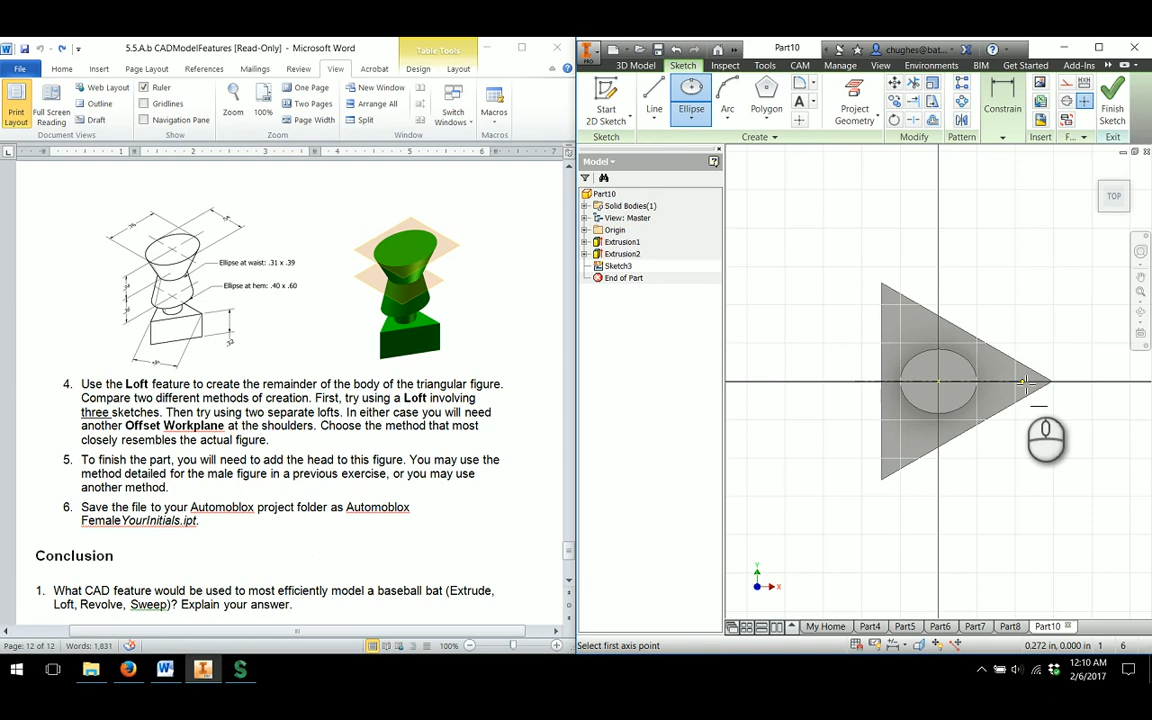 5.5.A.b CADModelFeatures [Read-Only] - Microsoft Word
Table Tools
File Home Insert Page Layout References Mailings Review View Acrobat Design Layout
Print Layout
Full Screen Reading
Web Layout
Outline
Draft
Document Views
Ruler
Gridlines
Navigation Pane
Show
Zoom
100%
One Page
Two Pages
Page Width
Zoom
New Window
Arrange All
Split
Window
Switch Windows
Macros
Macros
Ellipse at waist: .31 x .39
Ellipse at hem: .40 x .60
4. Use the Loft feature to create the remainder of the body of the triangular figure.
Compare two different methods of creation. First, try using a Loft involving
three sketches. Then try using two separate lofts. In either case you will need
another Offset Workplane at the shoulders. Choose the method that most
closely resembles the actual figure.
5. To finish the part, you will need to add the head to this figure. You may use the
method detailed for the male figure in a previous exercise, or you may use
another method.
6. Save the file to your Automoblox project folder as Automoblox
FemaleYourInitials.ipt.
Conclusion
1. What CAD feature would be used to most efficiently model a baseball bat (Extrude,
Loft, Revolve, Sweep)? Explain your answer.
Page: 12 of 12 Words: 1,831 100%
Part10
chughes@bat...
PRO
3D Model Sketch Inspect Tools CAM Manage View Environments BIM Get Started Add-Ins
Start 2D Sketch
Sketch
Line
Ellipse
Arc
Polygon
Project Geometry
Create
Modify
Pattern
Constrain
Insert
F...
Finish Sketch
Exit
Model
Part10
Solid Bodies(1)
View: Master
Origin
Extrusion1
Extrusion2
Sketch3
End of Part
TOP
Y
X
My Home Part4 Part5 Part6 Part7 Part8 Part10
Select first axis point
0.272 in, 0.000 in 1 6
12:10 AM
2/6/2017